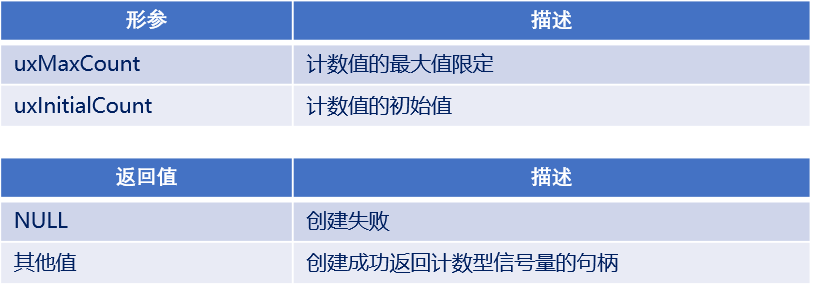 形参 描述
uxMaxCount 计数值的最大值限定
uxInitialCount 计数值的初始值
返回值 描述
NULL 创建失败
其他值 创建成功返回计数型信号量的句柄